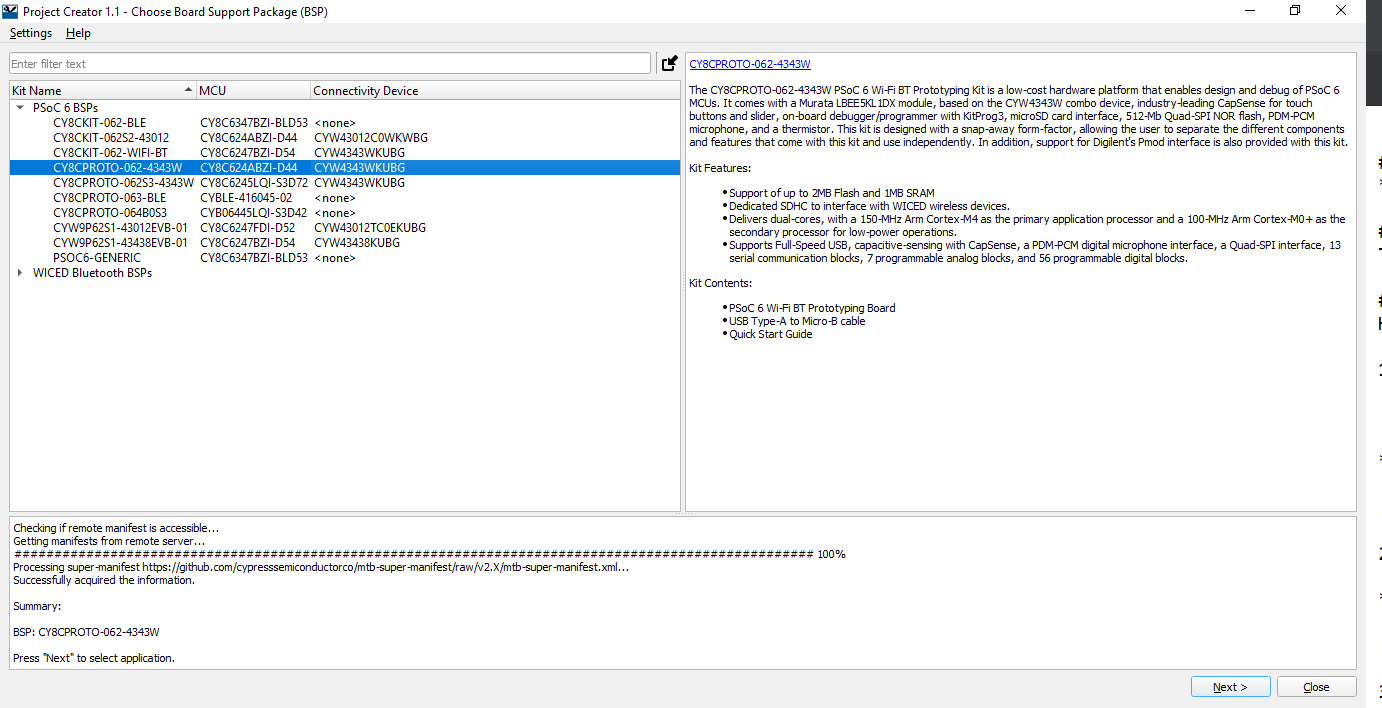 Project Creator 1.1 - Choose Board Support Package (BSP)
Settings Help
Enter filter text
Kit Name MCU Connectivity Device
PSoC 6 BSPs
CY8CKIT-062-BLE CY8C6347BZI-BLD53 <none>
CY8CKIT-062S2-43012 CY8C624ABZI-D44 CYW43012C0WKWBG
CY8CKIT-062-WIFI-BT CY8C6247BZI-D54 CYW4343WKUBG
CY8CPROTO-062-4343W CY8C624ABZI-D44 CYW4343WKUBG
CY8CPROTO-062S3-4343W CY8C6245LQI-S3D72 CYW4343WKUBG
CY8CPROTO-063-BLE CYBLE-416045-02 <none>
CY8CPROTO-064B0S3 CYB06445LQI-S3D42 <none>
CYW9P62S1-43012EVB-01 CY8C6247FDI-D52 CYW43012TC0EKUBG
CYW9P62S1-43438EVB-01 CY8C6247BZI-D54 CYW43438KUBG
PSOC6-GENERIC CY8C6347BZI-BLD53 <none>
WICED Bluetooth BSPs
CY8CPROTO-062-4343W
The CY8CPROTO-062-4343W PSoC 6 Wi-Fi BT Prototyping Kit is a low-cost hardware platform that enables design and debug of PSoC 6
MCUs. It comes with a Murata LBEE5KL1DX module, based on the CYW4343W combo device, industry-leading CapSense for touch
buttons and slider, on-board debugger/programmer with KitProg3, microSD card interface, 512-Mb Quad-SPI NOR flash, PDM-PCM
microphone, and a thermistor. This kit is designed with a snap-away form-factor, allowing the user to separate the different components
and features that come with this kit and use independently. In addition, support for Digilent's Pmod interface is also provided with this kit.
Kit Features:
• Support of up to 2MB Flash and 1MB SRAM
• Dedicated SDHC to interface with WICED wireless devices.
• Delivers dual-cores, with a 150-MHz Arm Cortex-M4 as the primary application processor and a 100-MHz Arm Cortex-M0+ as the
secondary processor for low-power operations.
• Supports Full-Speed USB, capacitive-sensing with CapSense, a PDM-PCM digital microphone interface, a Quad-SPI interface, 13
serial communication blocks, 7 programmable analog blocks, and 56 programmable digital blocks.
Kit Contents:
• PSoC 6 Wi-Fi BT Prototyping Board
• USB Type-A to Micro-B cable
• Quick Start Guide
Checking if remote manifest is accessible...
Getting manifests from remote server...
#################################################################################################### 100%
Processing super-manifest https://github.com/cypresssemiconductorco/mtb-super-manifest/raw/v2.X/mtb-super-manifest.xml...
Successfully acquired the information.
Summary:
BSP: CY8CPROTO-062-4343W
Press "Next" to select application.
Next > Close